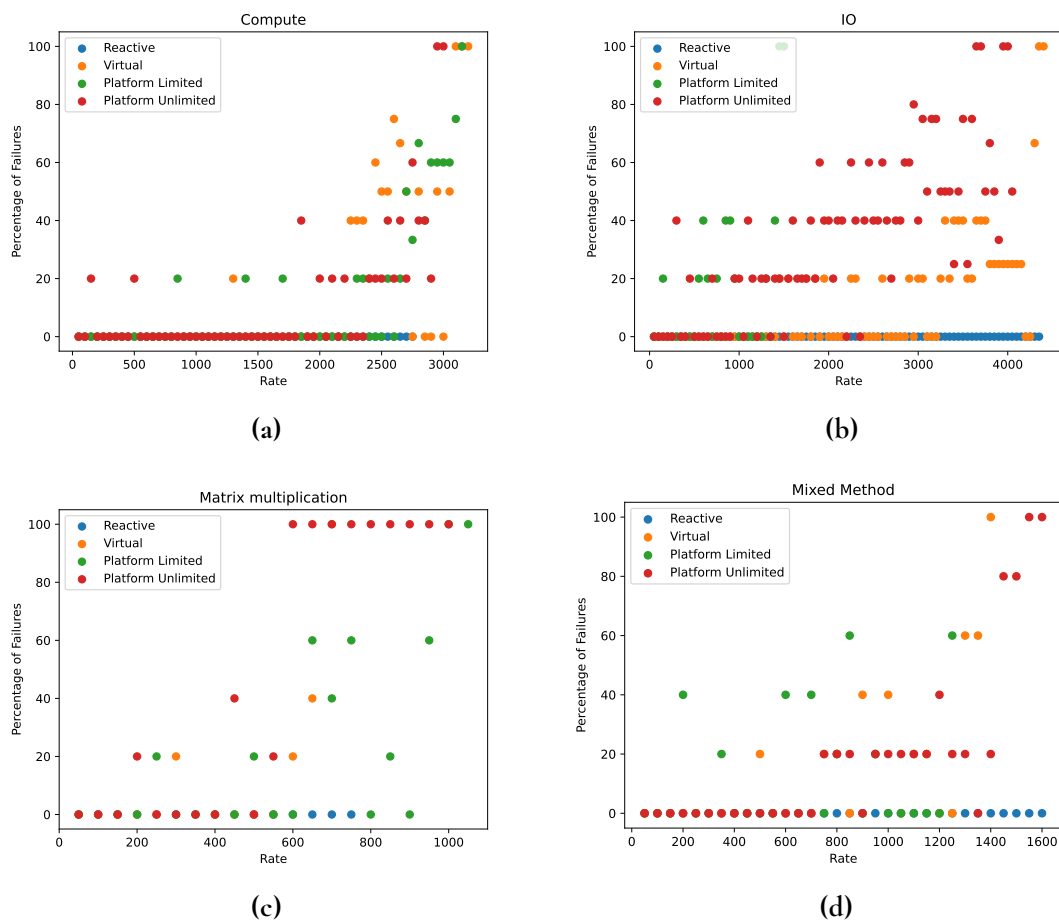 Compute
Percentage of Failures
100
80
60
40
20
0
Reactive
Virtual
Platform Limited
Platform Unlimited
0 500 1000 1500 2000 2500 3000
Rate
(a)
IO
Percentage of Failures
100
80
60
40
20
0
Reactive
Virtual
Platform Limited
Platform Unlimited
0 1000 2000 3000 4000
Rate
(b)
Matrix multiplication
Percentage of Failures
100
80
60
40
20
0
Reactive
Virtual
Platform Limited
Platform Unlimited
0 200 400 600 800 1000
Rate
(c)
Mixed Method
Percentage of Failures
100
80
60
40
20
0
Reactive
Virtual
Platform Limited
Platform Unlimited
0 200 400 600 800 1000 1200 1400 1600
Rate
(d)